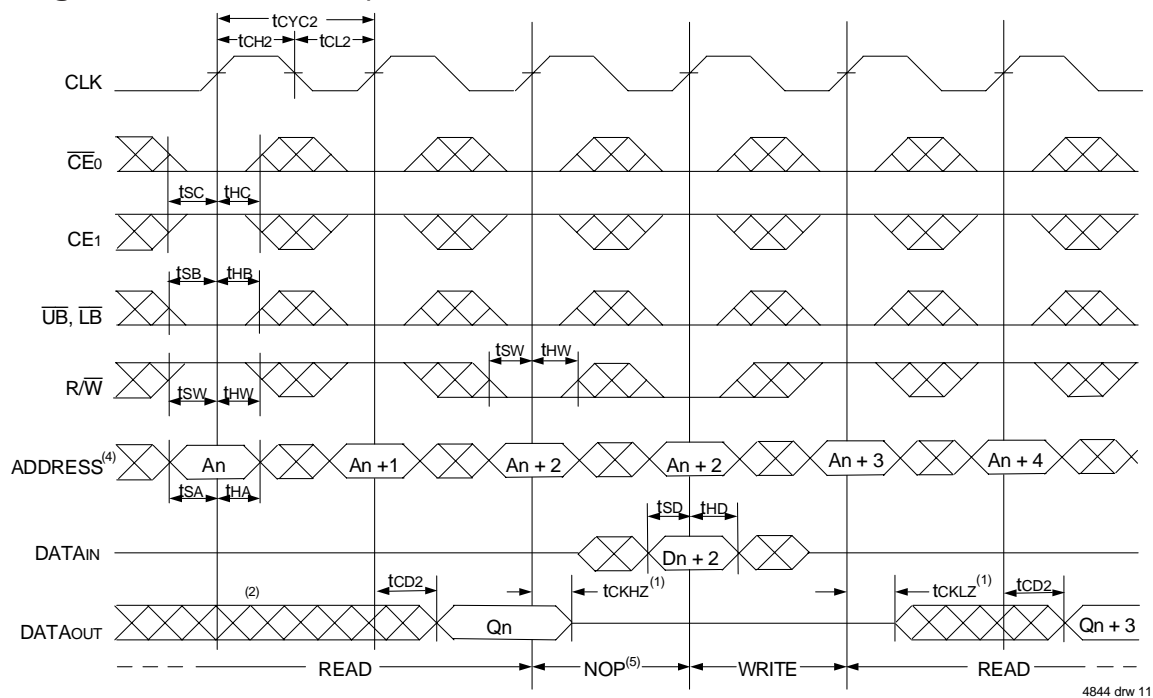 tCYC2
tCH2 tCL2
CLK
CE0
tSC tHC
CE1
tSB tHB
UB, LB
tSW tHW
R/W
tSW tHW
ADDRESS(4) An An +1 An + 2 An + 2 An + 3 An + 4
tSA tHA
tSD tHD
DATAIN Dn + 2
(2) tCD2 tCKHZ(1) tCKLZ(1) tCD2
DATAOUT Qn Qn + 3
READ NOP(5) WRITE READ
4844 drw 11